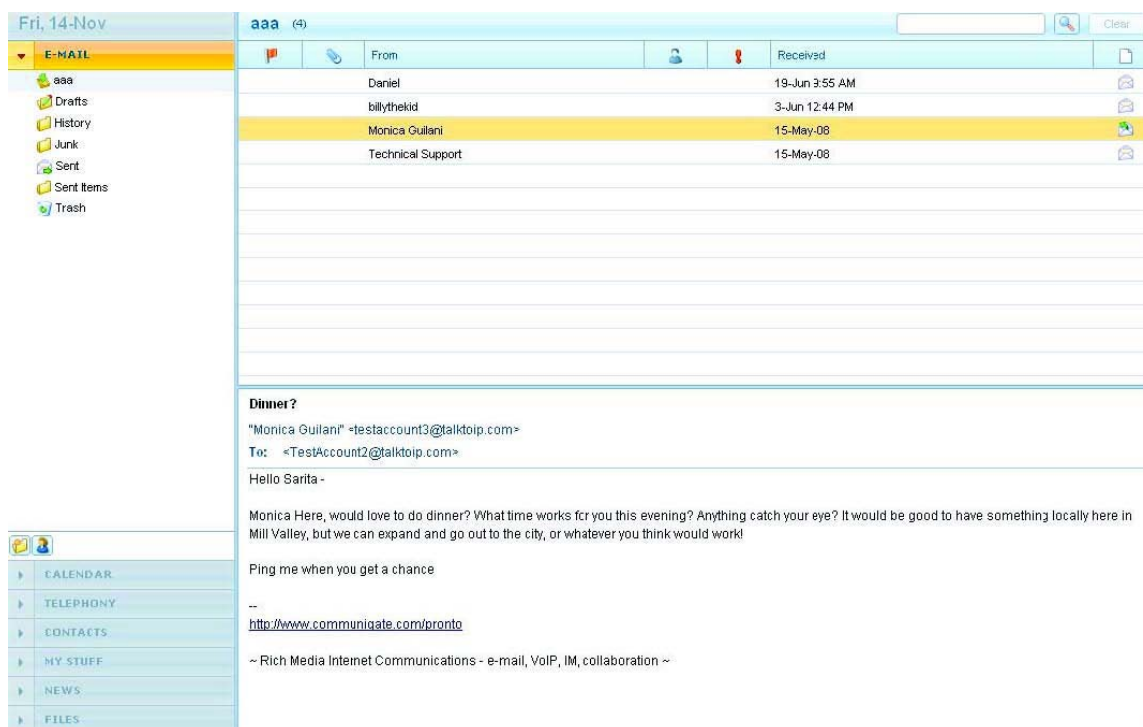 Fri, 14-Nov
aaa (4)
Clear
E-MAIL
From
Received
aaa
Drafts
History
Junk
Sent
Sent Items
Trash
Daniel 19-Jun 9:55 AM
billythekid 3-Jun 12:44 PM
Monica Guilani 15-May-08
Technical Support 15-May-08
Dinner?
"Monica Guilani" <testaccount3@talktoip.com>
To: <TestAccount2@talktoip.com>
Hello Sarita -
Monica Here, would love to do dinner? What time works for you this evening? Anything catch your eye? It would be good to have something locally here in
Mill Valley, but we can expand and go out to the city, or whatever you think would work!
Ping me when you get a chance
--
http://www.communigate.com/pronto
~ Rich Media Internet Communications - e-mail, VoIP, IM, collaboration ~
CALENDAR
TELEPHONY
CONTACTS
MY STUFF
NEWS
FILES